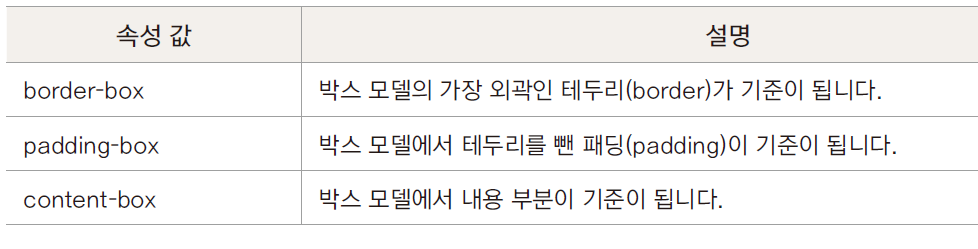 속성 값 설명
border-box 박스 모델의 가장 외곽인 테두리(border)가 기준이 됩니다.
padding-box 박스 모델에서 테두리를 뺀 패딩(padding)이 기준이 됩니다.
content-box 박스 모델에서 내용 부분이 기준이 됩니다.